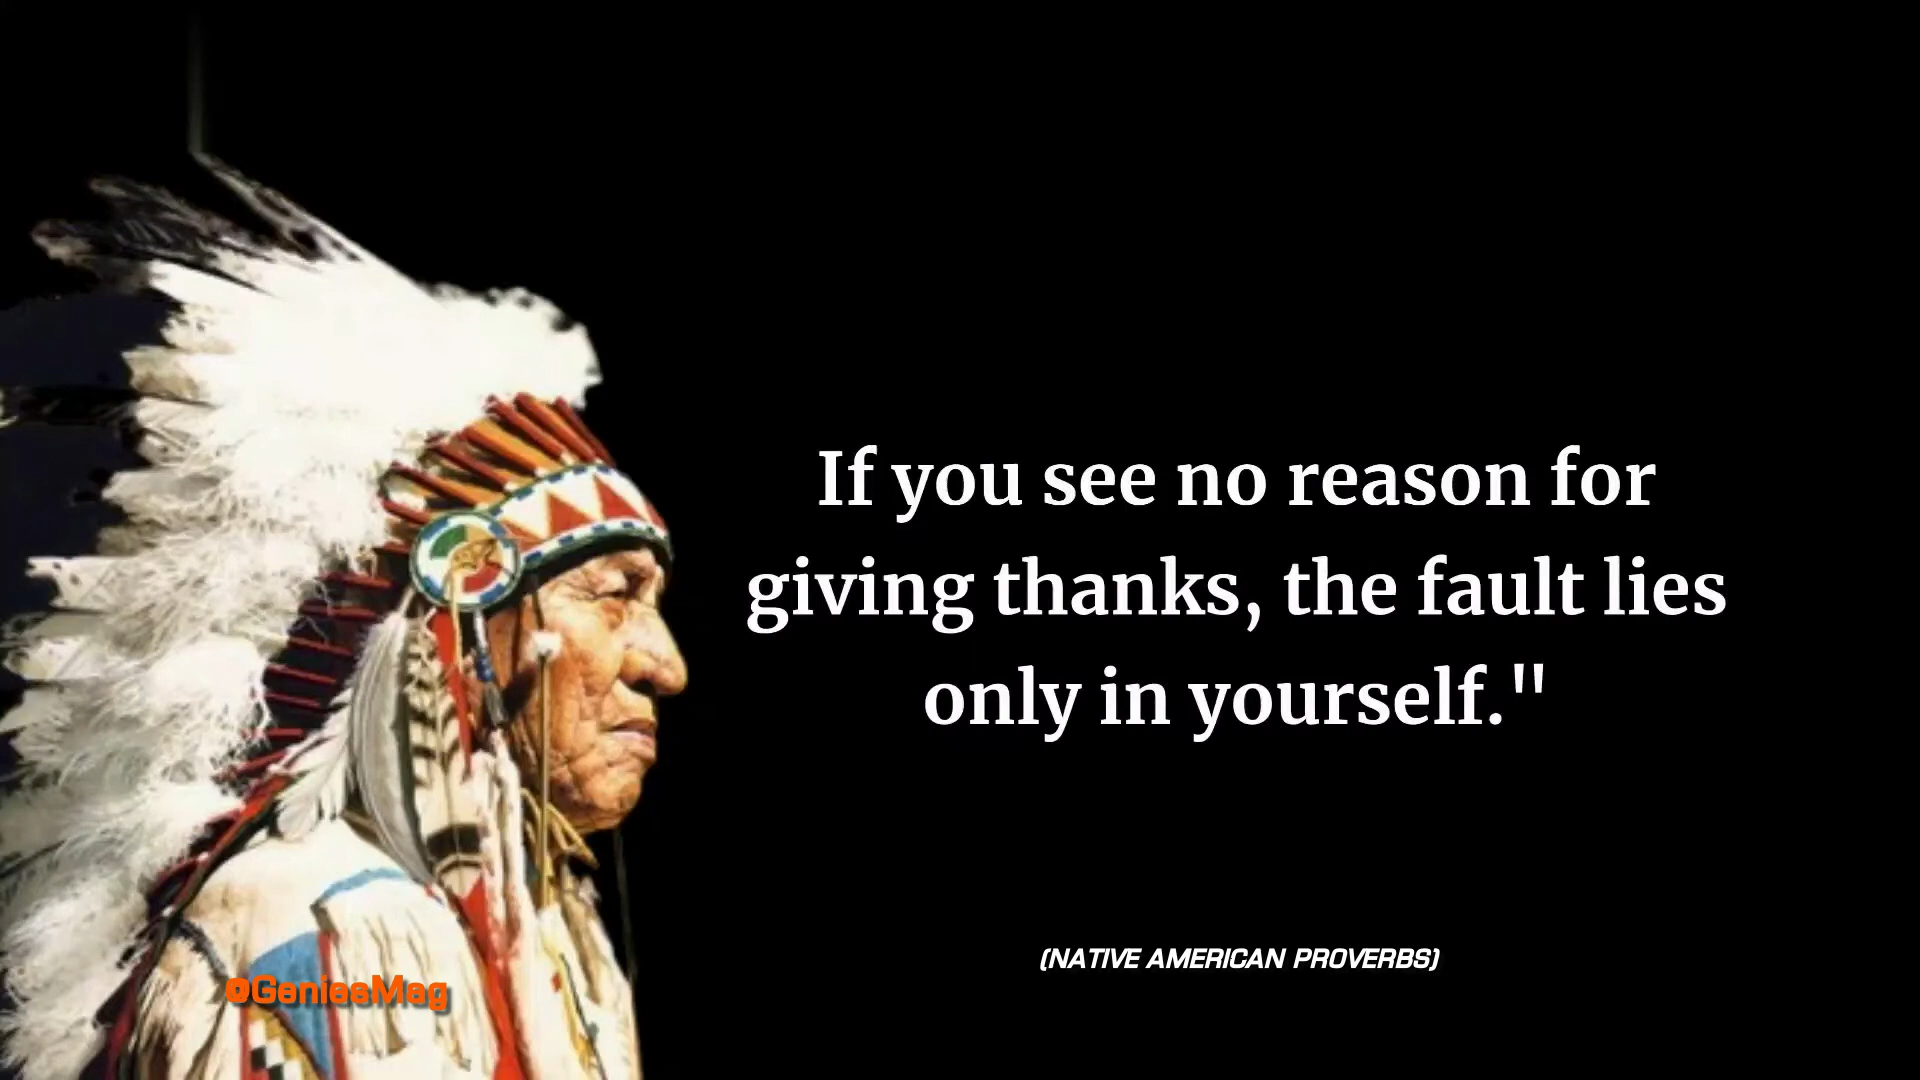 If you see no reason for
giving thanks, the fault lies
only in yourself."
(NATIVE AMERICAN PROVERBS)
@GeniesMag